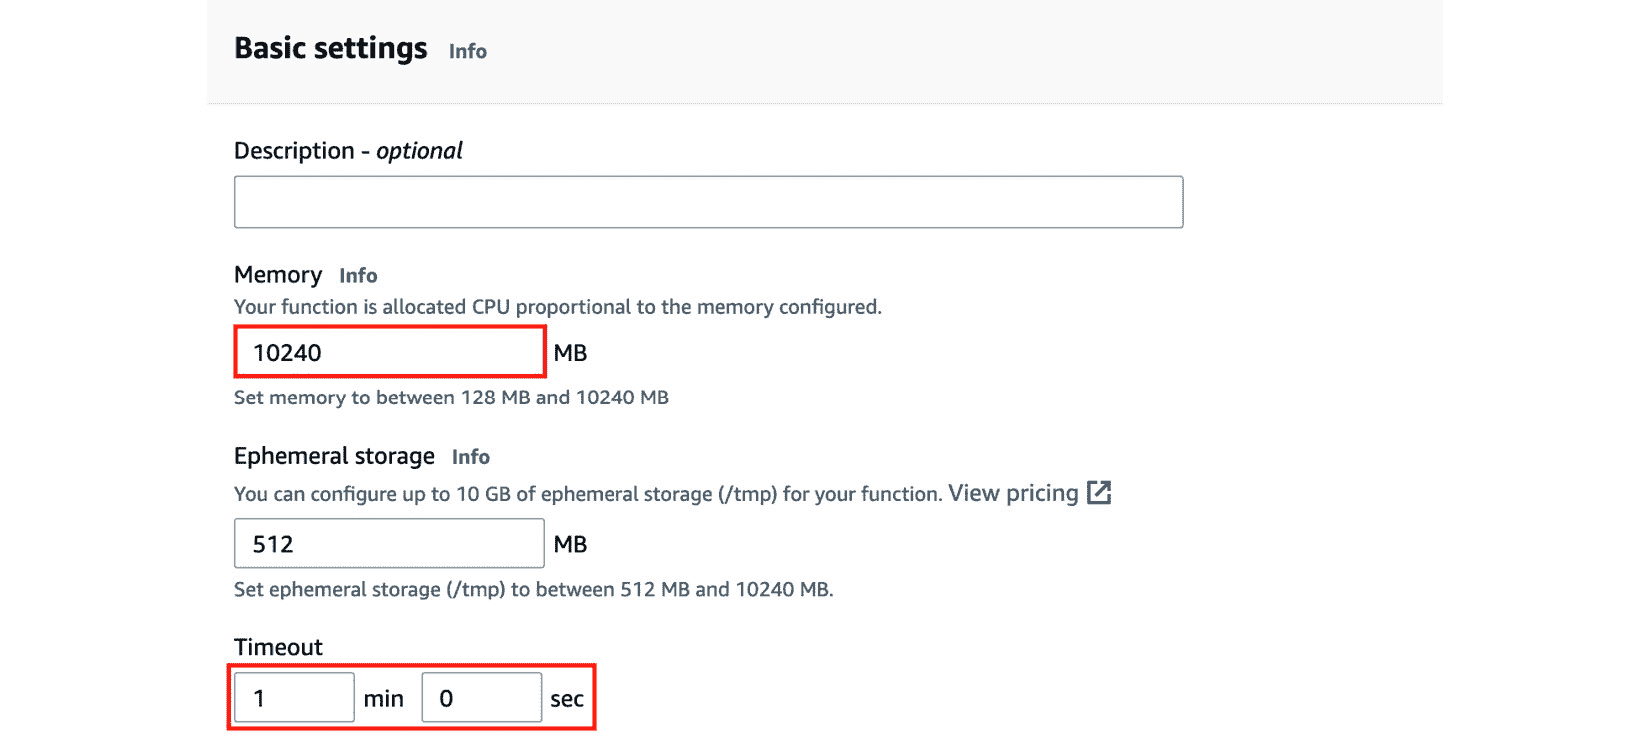 Basic settings Info
Description - optional
Memory Info
Your function is allocated CPU proportional to the memory configured.
10240 MB
Set memory to between 128 MB and 10240 MB
Ephemeral storage Info
You can configure up to 10 GB of ephemeral storage (/tmp) for your function. View pricing
512 MB
Set ephemeral storage (/tmp) to between 512 MB and 10240 MB.
Timeout
1 min 0 sec